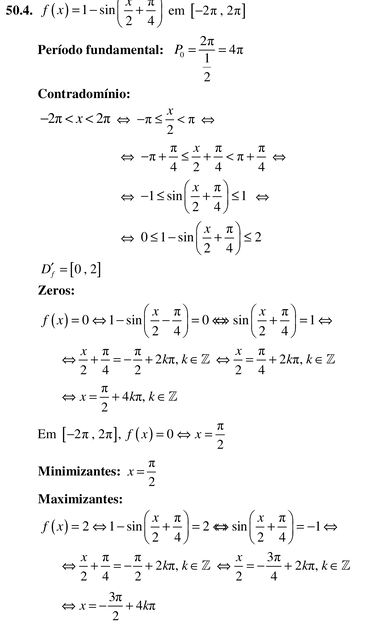 50.4. f(x)=1−sin(x/2+π/4) em [−2π, 2π]
Período fundamental: P₀ = 2π/(1/2) = 4π
Contradomínio:
−2π < x < 2π ⇔ −π ≤ x/2 < π ⇔
⇔ −π+π/4 ≤ x/2+π/4 < π+π/4 ⇔
⇔ −1 ≤ sin(x/2+π/4) ≤ 1 ⇔
⇔ 0 ≤ 1−sin(x/2+π/4) ≤ 2
D′f = [0, 2]
Zeros:
f(x)=0 ⇔ 1−sin(x/2−π/4)=0 ⇔ sin(x/2+π/4)=1 ⇔
⇔ x/2+π/4=−π/2+2kπ, k∈ℤ ⇔ x/2=π/4+2kπ, k∈ℤ
⇔ x=π/2+4kπ, k∈ℤ
Em [−2π, 2π], f(x)=0 ⇔ x=π/2
Minimizantes: x=π/2
Maximizantes:
f(x)=2 ⇔ 1−sin(x/2+π/4)=2 ⇔ sin(x/2+π/4)=−1 ⇔
⇔ x/2+π/4=−π/2+2kπ, k∈ℤ ⇔ x/2=−3π/4+2kπ, k∈ℤ
⇔ x=−3π/2+4kπ